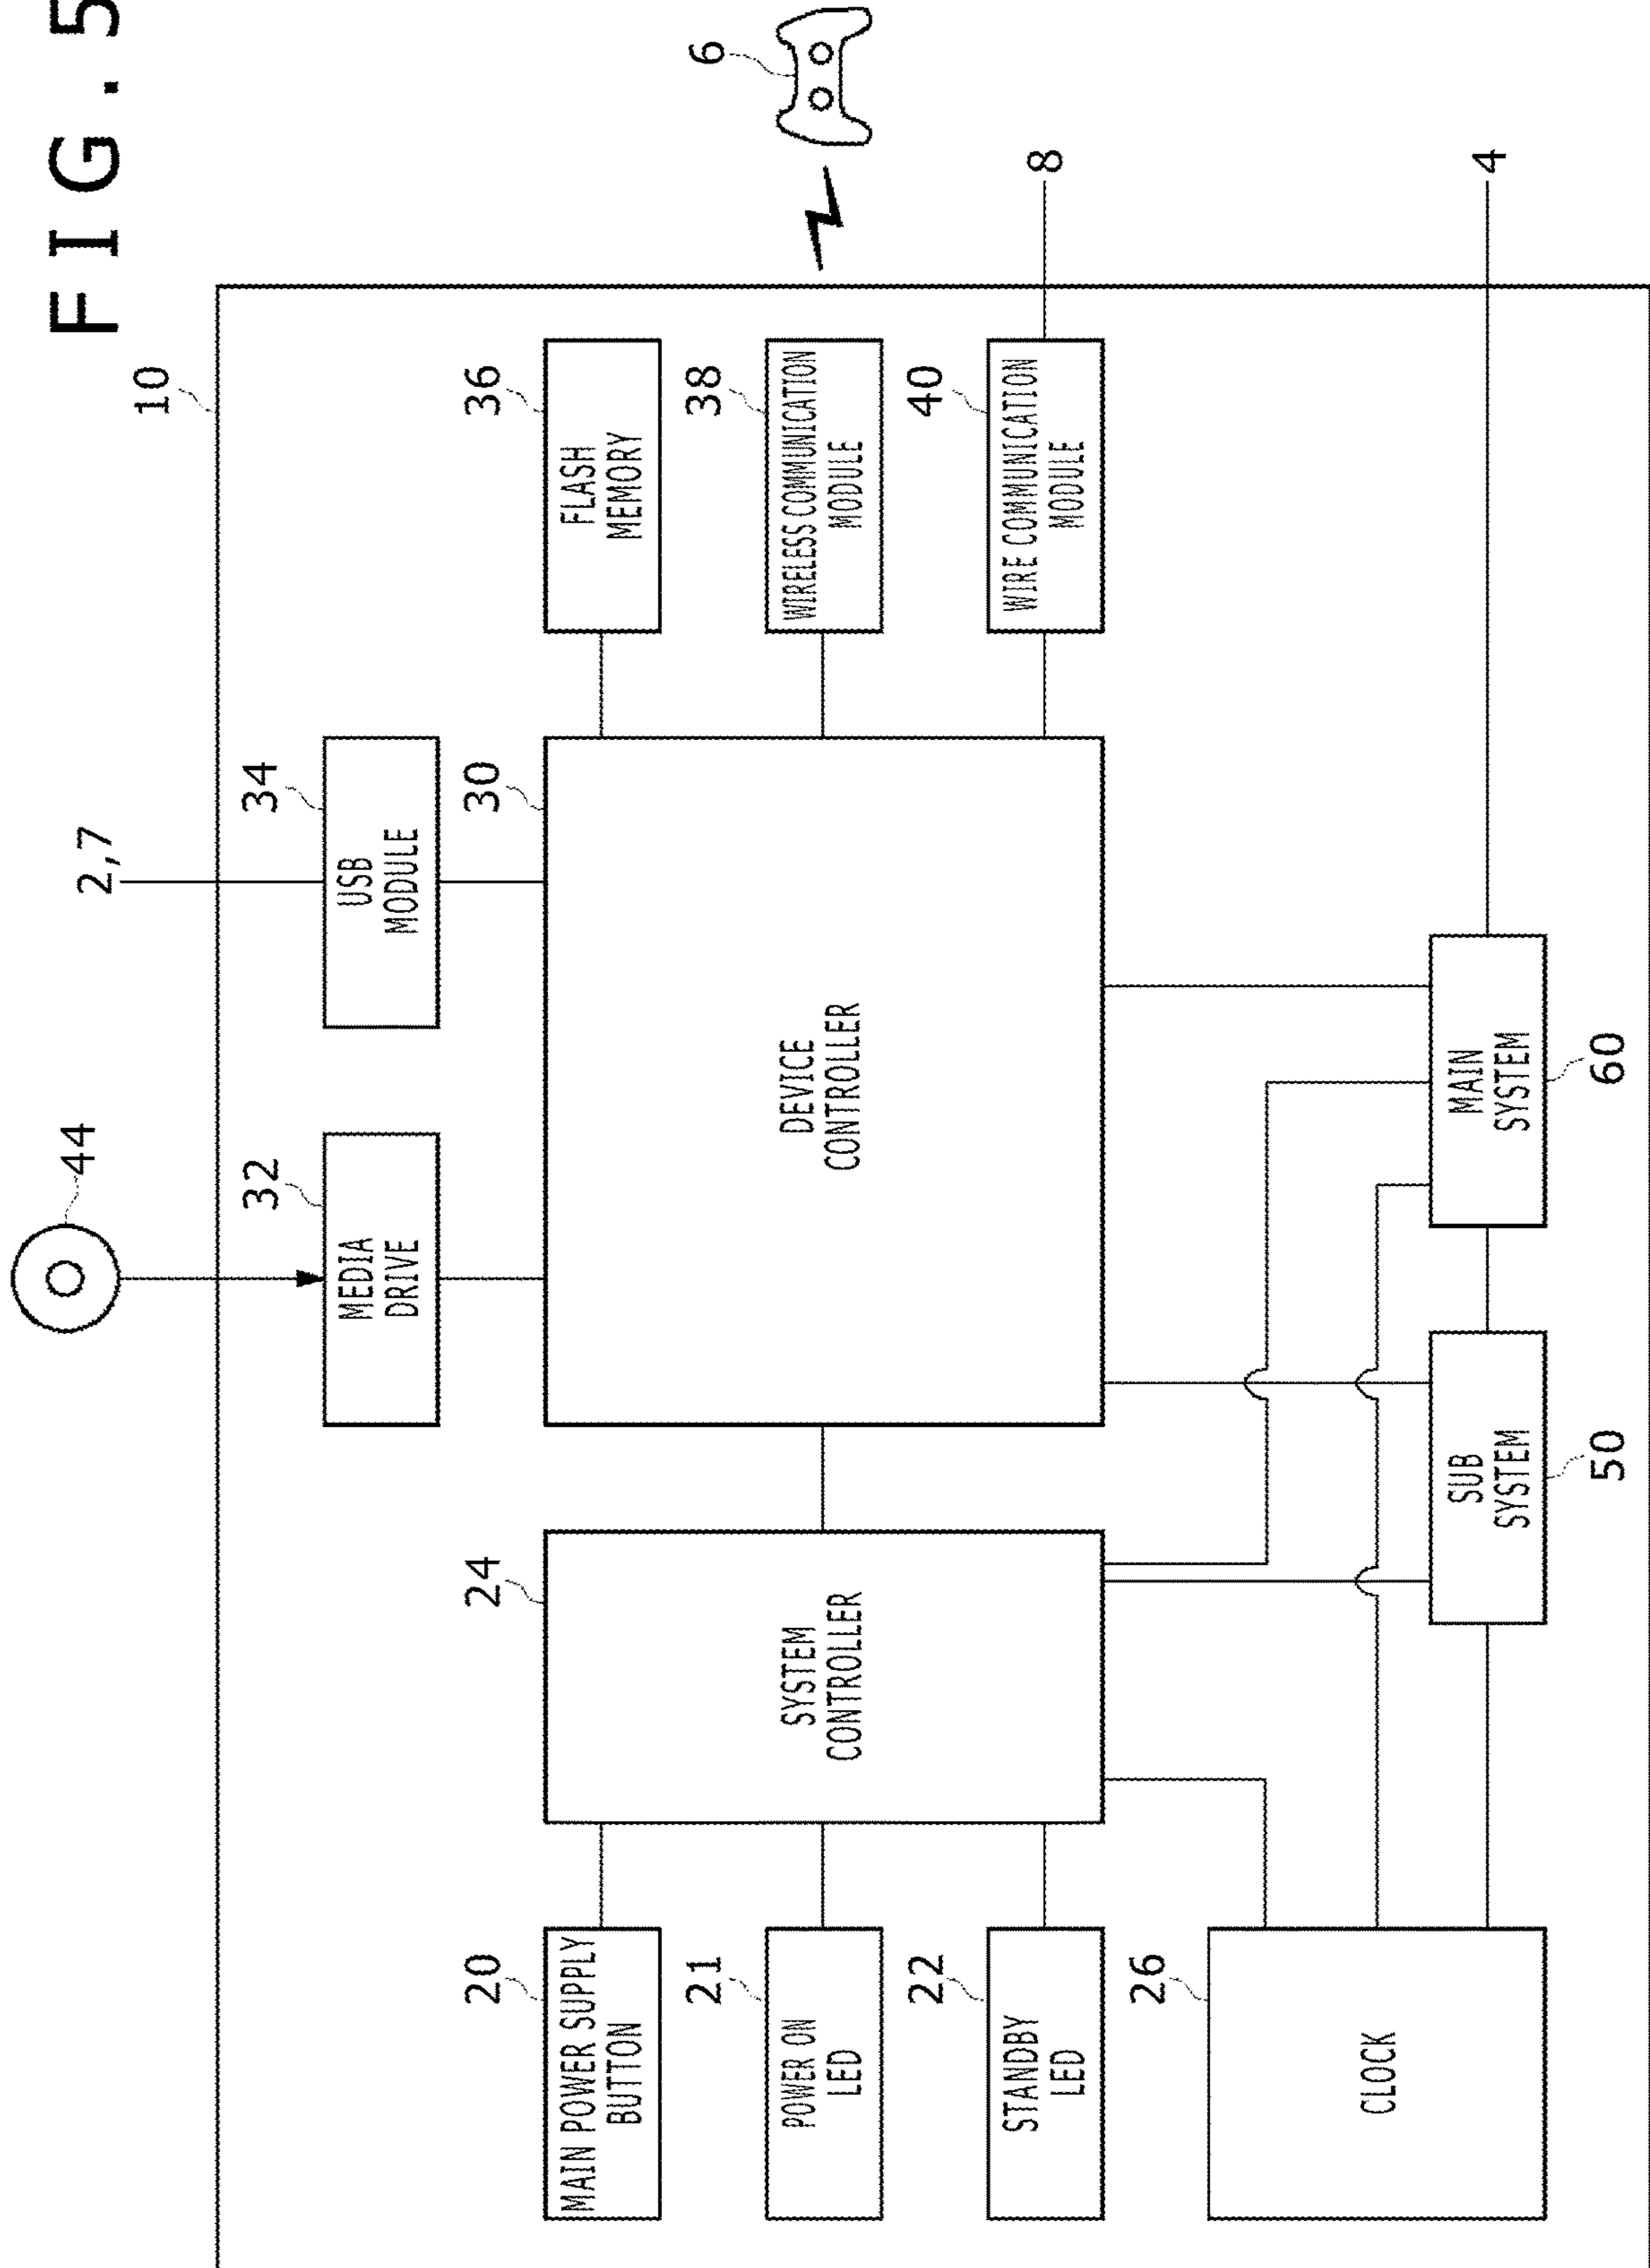 FIG.5
44
2,7
10
32
MEDIA
DRIVE
34
USB
MODULE
20
MAIN POWER SUPPLY
BUTTON
24
SYSTEM
CONTROLLER
30
DEVICE
CONTROLLER
36
FLASH
MEMORY
21
POWER ON
LED
38
WIRELESS COMMUNICATION
MODULE
6
22
STANDBY
LED
40
WIRE COMMUNICATION
MODULE
8
26
CLOCK
SUB
SYSTEM
50
MAIN
SYSTEM
60
4